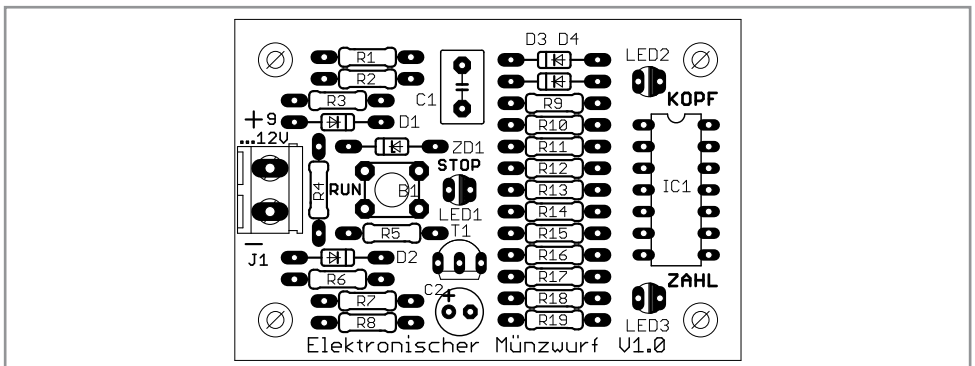 R1
R2
R3
+9
...12V
D1
ZD1
C1
R4
RUN
B1
STOP
LED1
T1
R5
–
J1
D2
R6
C2 +
R7
R8
D3 D4
R9
R10
R11
R12
R13
R14
R15
R16
R17
R18
R19
LED2
KOPF
IC1
ZAHL
LED3
Elektronischer Münzwurf V1.0